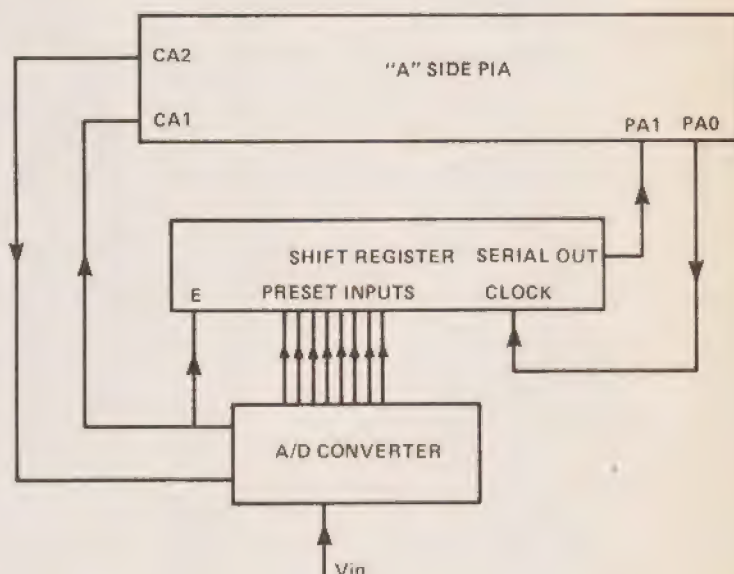 CA2
"A" SIDE PIA
CA1
PA1 PA0
SHIFT REGISTER SERIAL OUT
E PRESET INPUTS CLOCK
A/D CONVERTER
Vin